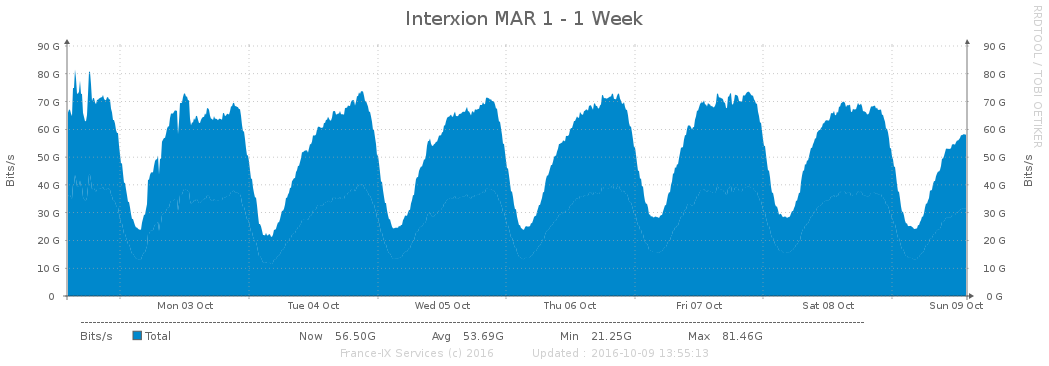 Interxion MAR 1 - 1 Week
RRDTOOL / TOBI OETIKER
90 G 90 G
80 G 80 G
70 G 70 G
60 G 60 G
50 G 50 G
40 G 40 G
30 G 30 G
20 G 20 G
10 G 10 G
0 0 G
Bits/s Bits/s
Mon 03 Oct Tue 04 Oct Wed 05 Oct Thu 06 Oct Fri 07 Oct Sat 08 Oct Sun 09 Oct
Bits/s Total Now 56.50G Avg 53.69G Min 21.25G Max 81.46G
France-IX Services (c) 2016 Updated : 2016-10-09 13:55:13